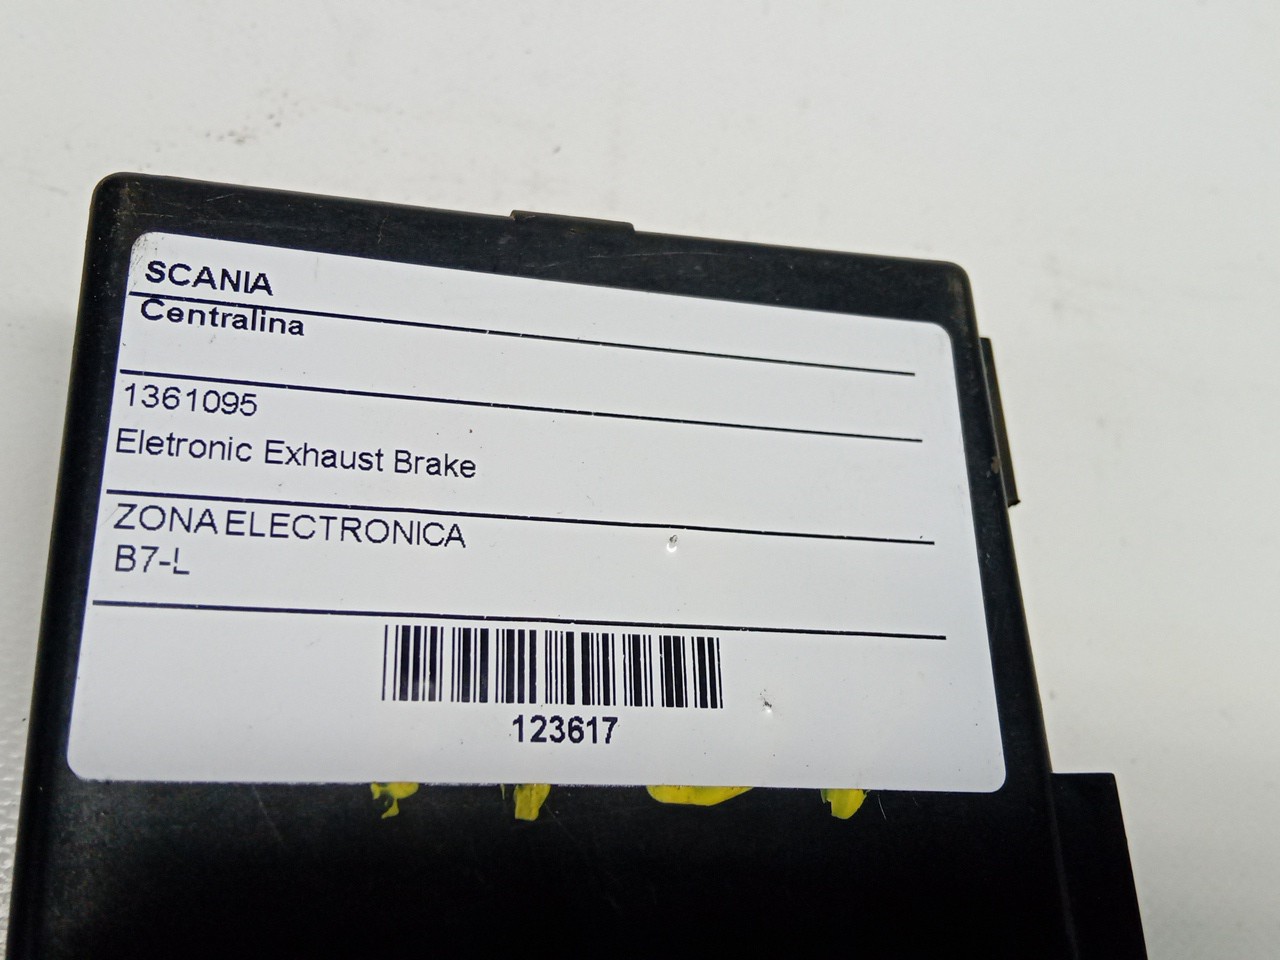 SCANIA
Centralina
1361095
Eletronic Exhaust Brake
ZONA ELECTRONICA
B7-L
123617